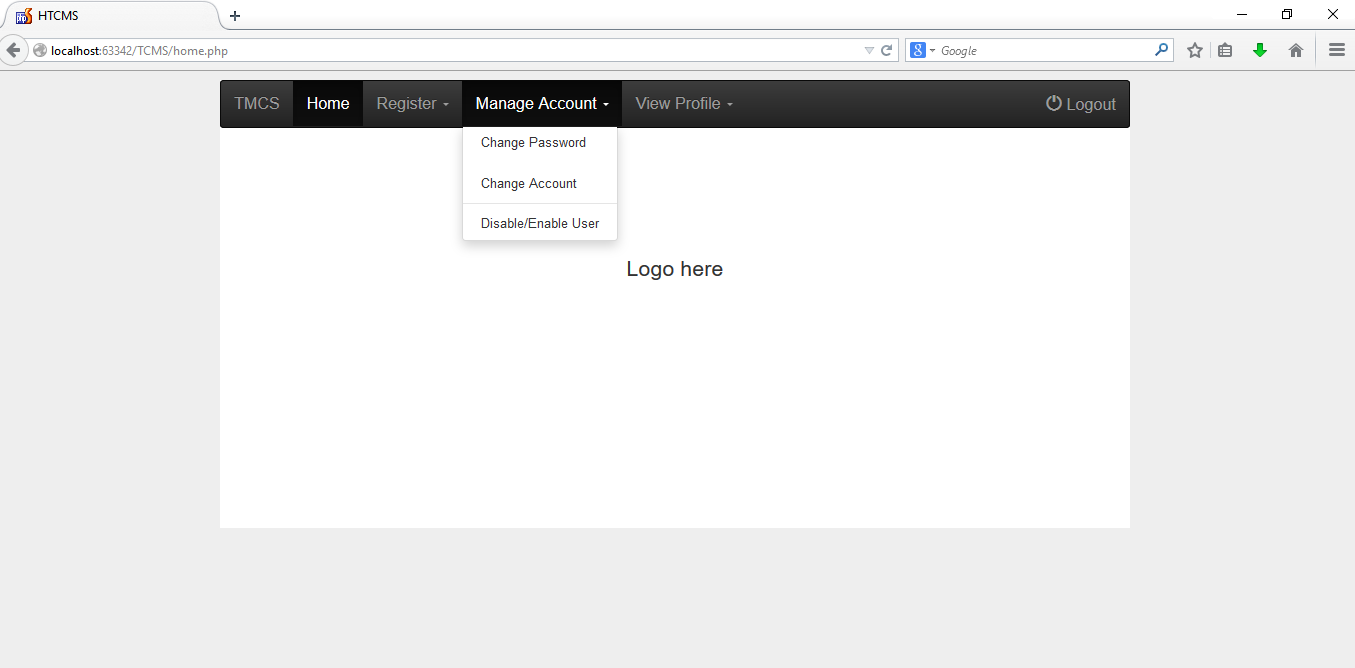 HTCMS
localhost:63342/TCMS/home.php
Google
TMCS Home Register Manage Account View Profile Logout
Change Password
Change Account
Disable/Enable User
Logo here